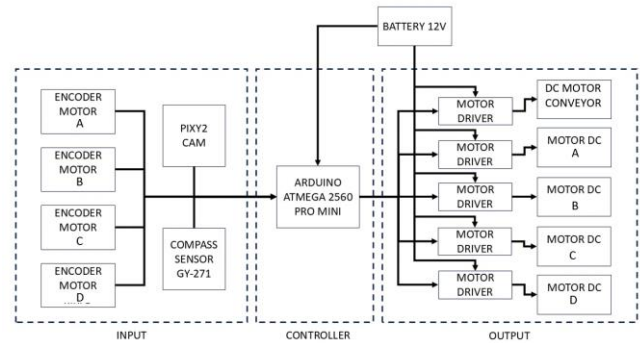 BATTERY 12V
ENCODER
MOTOR
A
ENCODER
MOTOR
B
ENCODER
MOTOR
C
ENCODER
MOTOR
D
PIXY2
CAM
COMPASS
SENSOR
GY-271
ARDUINO
ATMEGA 2560
PRO MINI
MOTOR
DRIVER
DC MOTOR
CONVEYOR
MOTOR
DRIVER
MOTOR DC
A
MOTOR
DRIVER
MOTOR DC
B
MOTOR
DRIVER
MOTOR DC
C
MOTOR
DRIVER
MOTOR DC
D
INPUT
CONTROLLER
OUTPUT